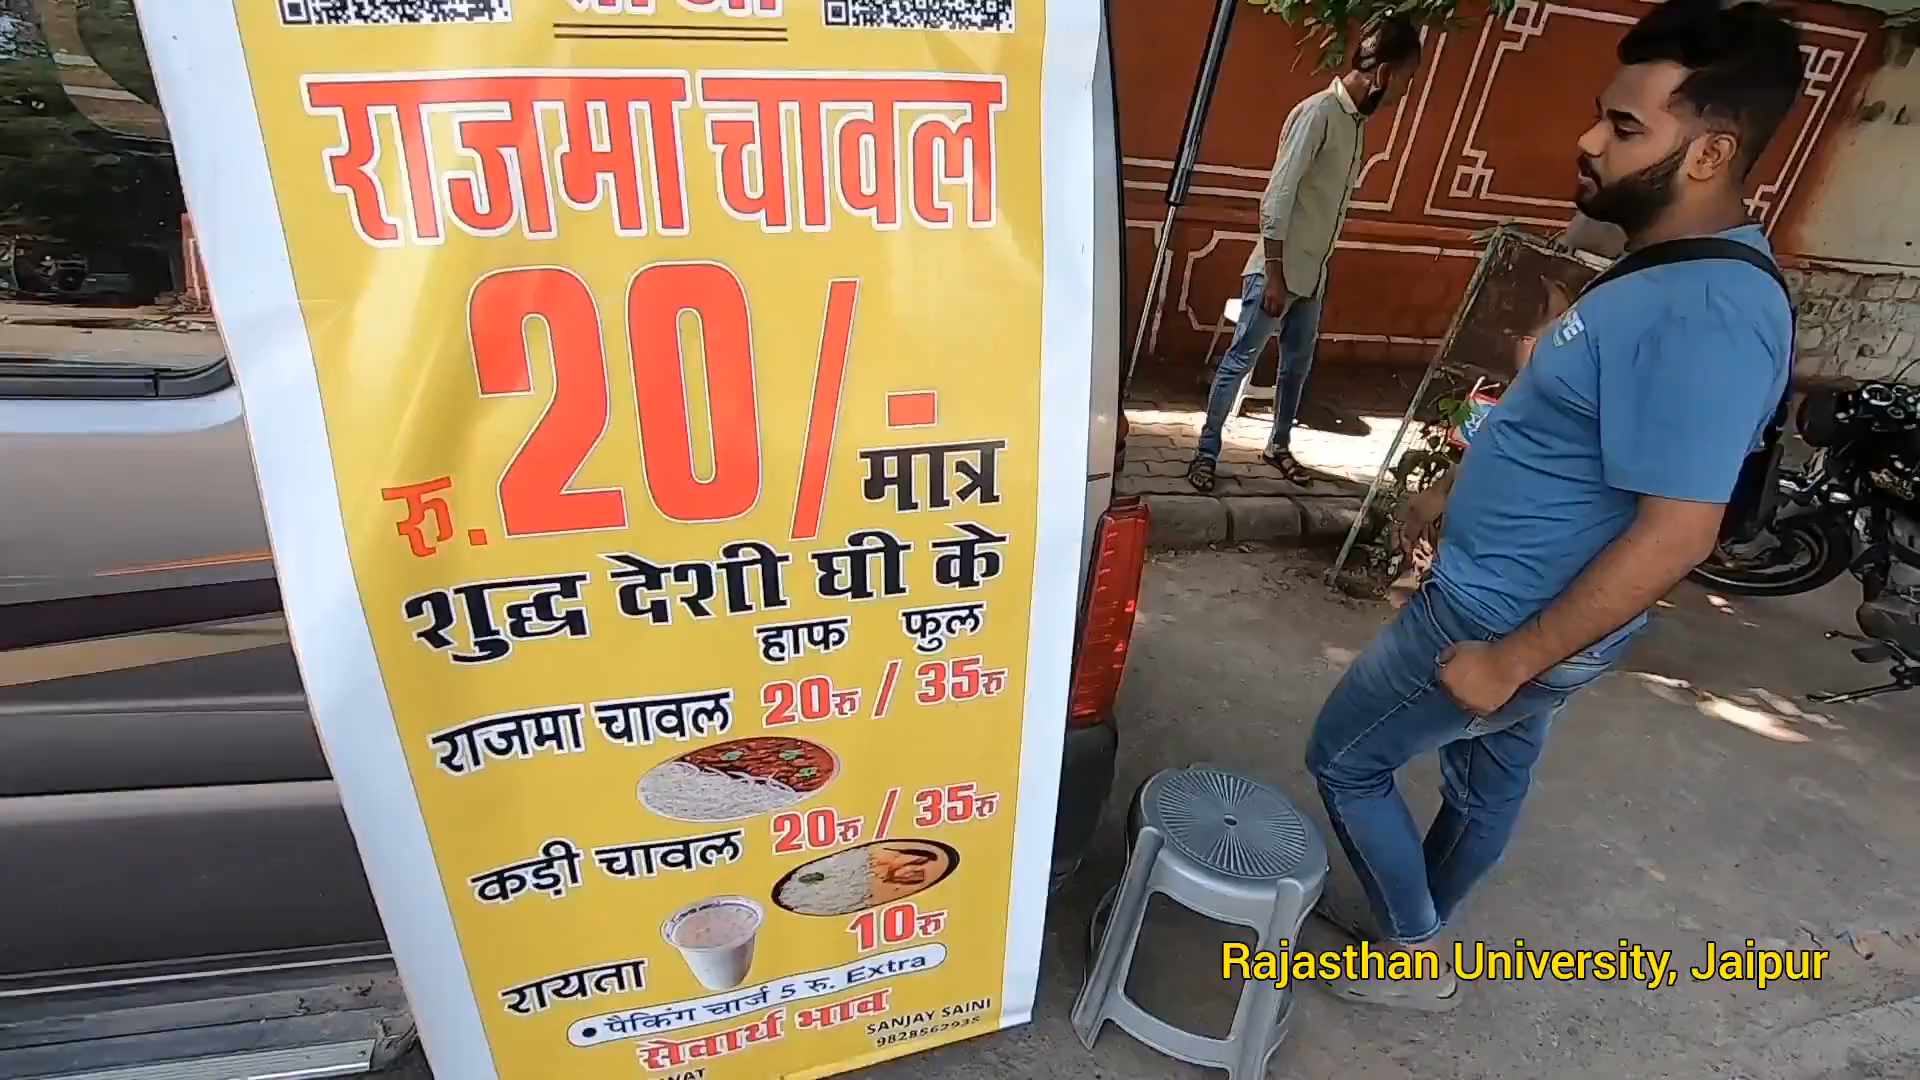 राजमा चावल
रु. 20/- मात्र
शुद्ध देशी घी के
हाफ फुल
राजमा चावल 20रु / 35रु
कड़ी चावल 20रु / 35रु
रायता 10रु
• पैकिंग चार्ज 5 रु. Extra
सेवार्थ भाव
SANJAY SAINI
9828562935
Rajasthan University, Jaipur